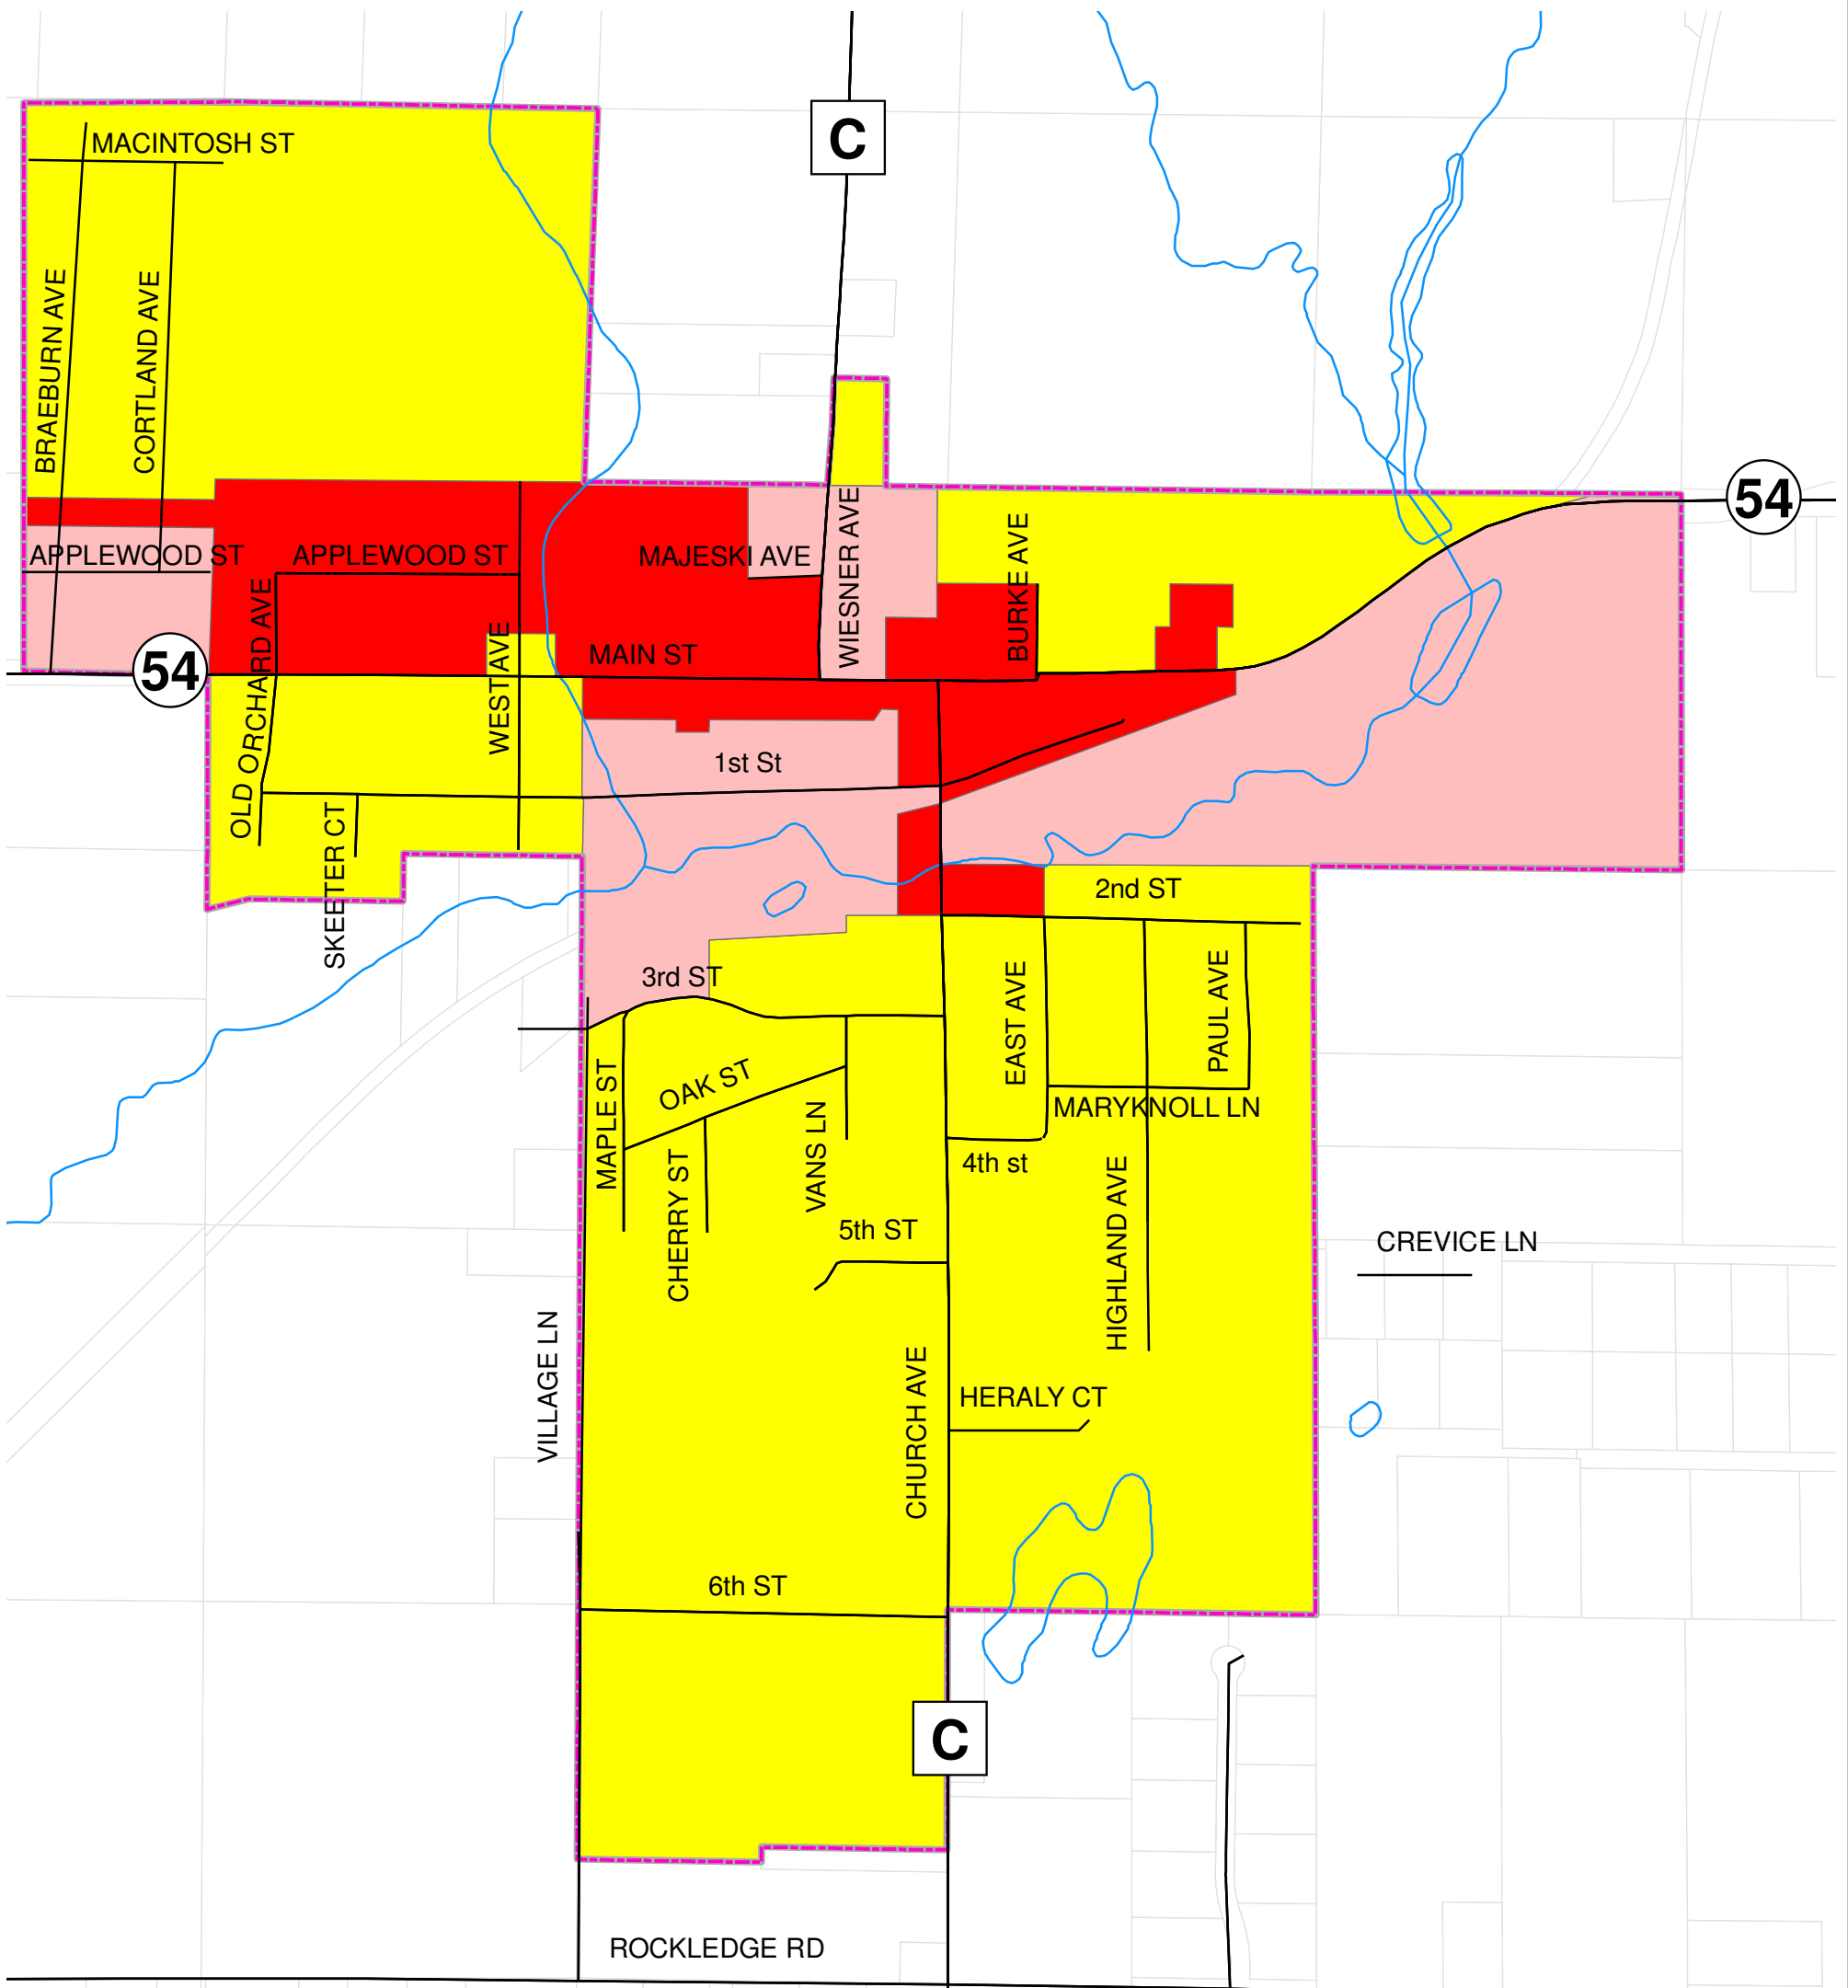 MACINTOSH ST
C
BRAEBURN AVE
CORTLAND AVE
54
APPLEWOOD ST
APPLEWOOD ST
MAJESKI AVE
WIESNER AVE
BURKE AVE
OLD ORCHARD AVE
54
WEST AVE
MAIN ST
1st St
SKEETER CT
2nd ST
3rd ST
EAST AVE
PAUL AVE
MAPLE ST
OAK ST
MARYKNOLL LN
VANS LN
4th st
CHERRY ST
HIGHLAND AVE
5th ST
CREVICE LN
VILLAGE LN
CHURCH AVE
HERALY CT
6th ST
C
ROCKLEDGE RD